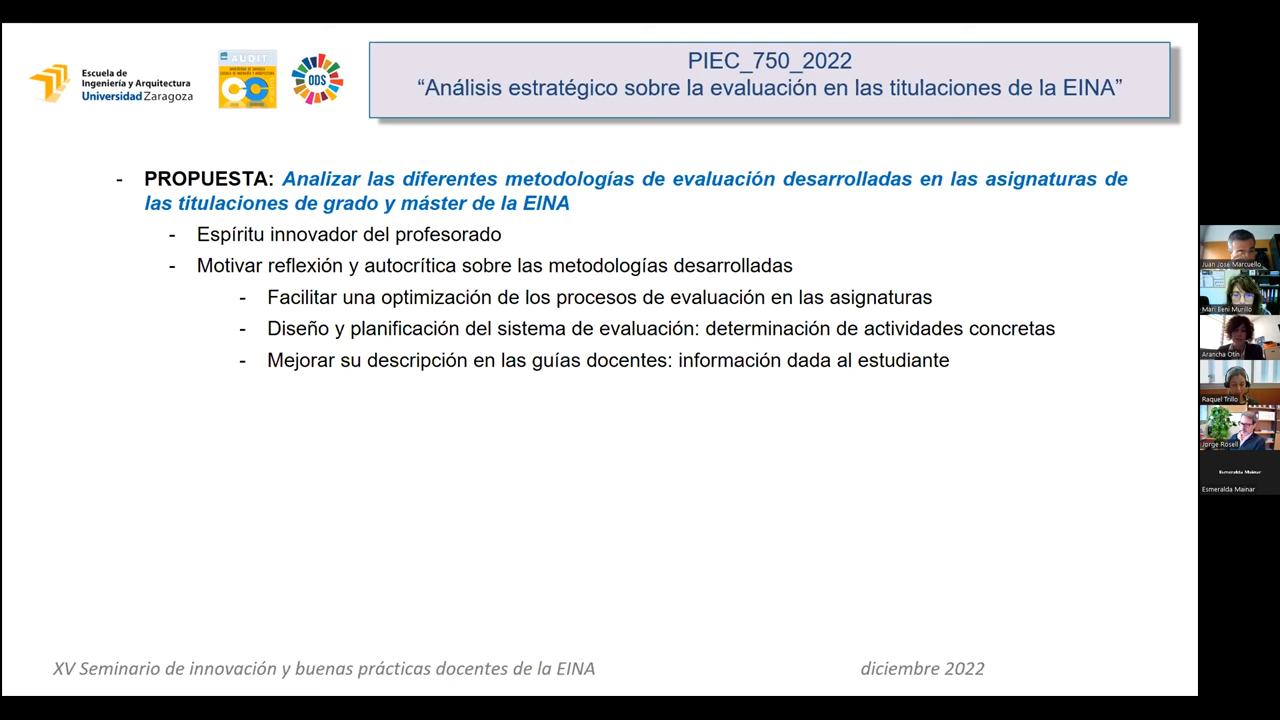 Escuela de
Ingeniería y Arquitectura
Universidad Zaragoza
AUDIT
ODS
PIEC_750_2022
“Análisis estratégico sobre la evaluación en las titulaciones de la EINA”
- PROPUESTA: Analizar las diferentes metodologías de evaluación desarrolladas en las asignaturas de
las titulaciones de grado y máster de la EINA
- Espíritu innovador del profesorado
- Motivar reflexión y autocrítica sobre las metodologías desarrolladas
- Facilitar una optimización de los procesos de evaluación en las asignaturas
- Diseño y planificación del sistema de evaluación: determinación de actividades concretas
- Mejorar su descripción en las guías docentes: información dada al estudiante
XV Seminario de innovación y buenas prácticas docentes de la EINA
diciembre 2022
Juan José Marcuello
Mari Beni Murillo
Arancha Otín
Raquel Trillo
Jorge Rosell
Esmeralda Mainar
Esmeralda Mainar